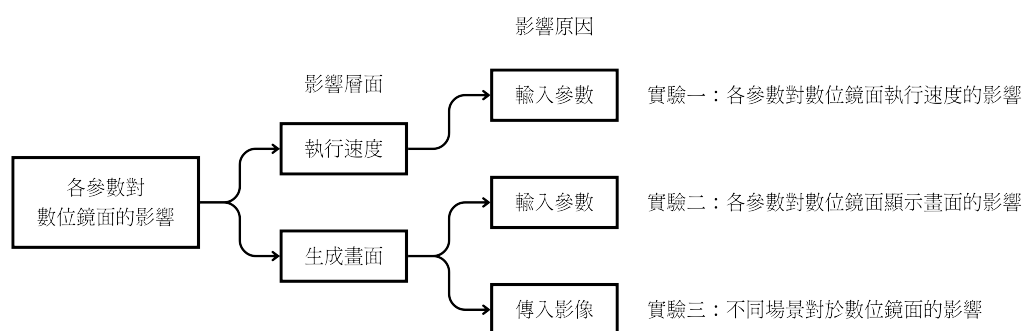 影響原因
影響層面
輸入參數
實驗一：各參數對數位鏡面執行速度的影響
執行速度
各參數對
數位鏡面的影響
輸入參數
實驗二：各參數對數位鏡面顯示畫面的影響
生成畫面
傳入影像
實驗三：不同場景對於數位鏡面的影響